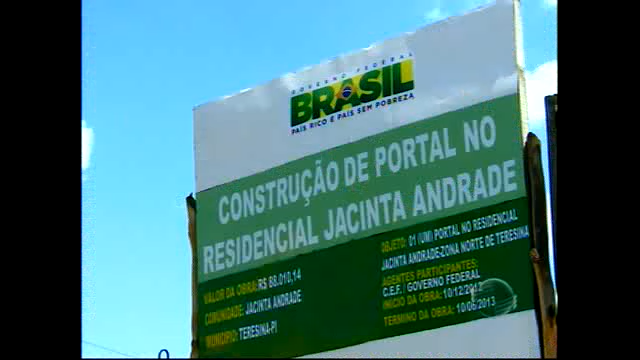 GOVERNO FEDERAL
BRASIL
PAÍS RICO É PAÍS SEM POBREZA
CONSTRUÇÃO DE PORTAL NO
RESIDENCIAL JACINTA ANDRADE
VALOR DA OBRA: R$ 88.010,14
COMUNIDADE: JACINTA ANDRADE
MUNICIPIO: TERESINA-PI
OBJETO: 01 (UM) PORTAL NO RESIDENCIAL
JACINTA ANDRADE-ZONA NORTE DE TERESINA
AGENTES PARTICIPANTES:
C.E.F. / GOVERNO FEDERAL
INICIO DA OBRA: 10/12/2012
TERMINO DA OBRA: 10/06/2013